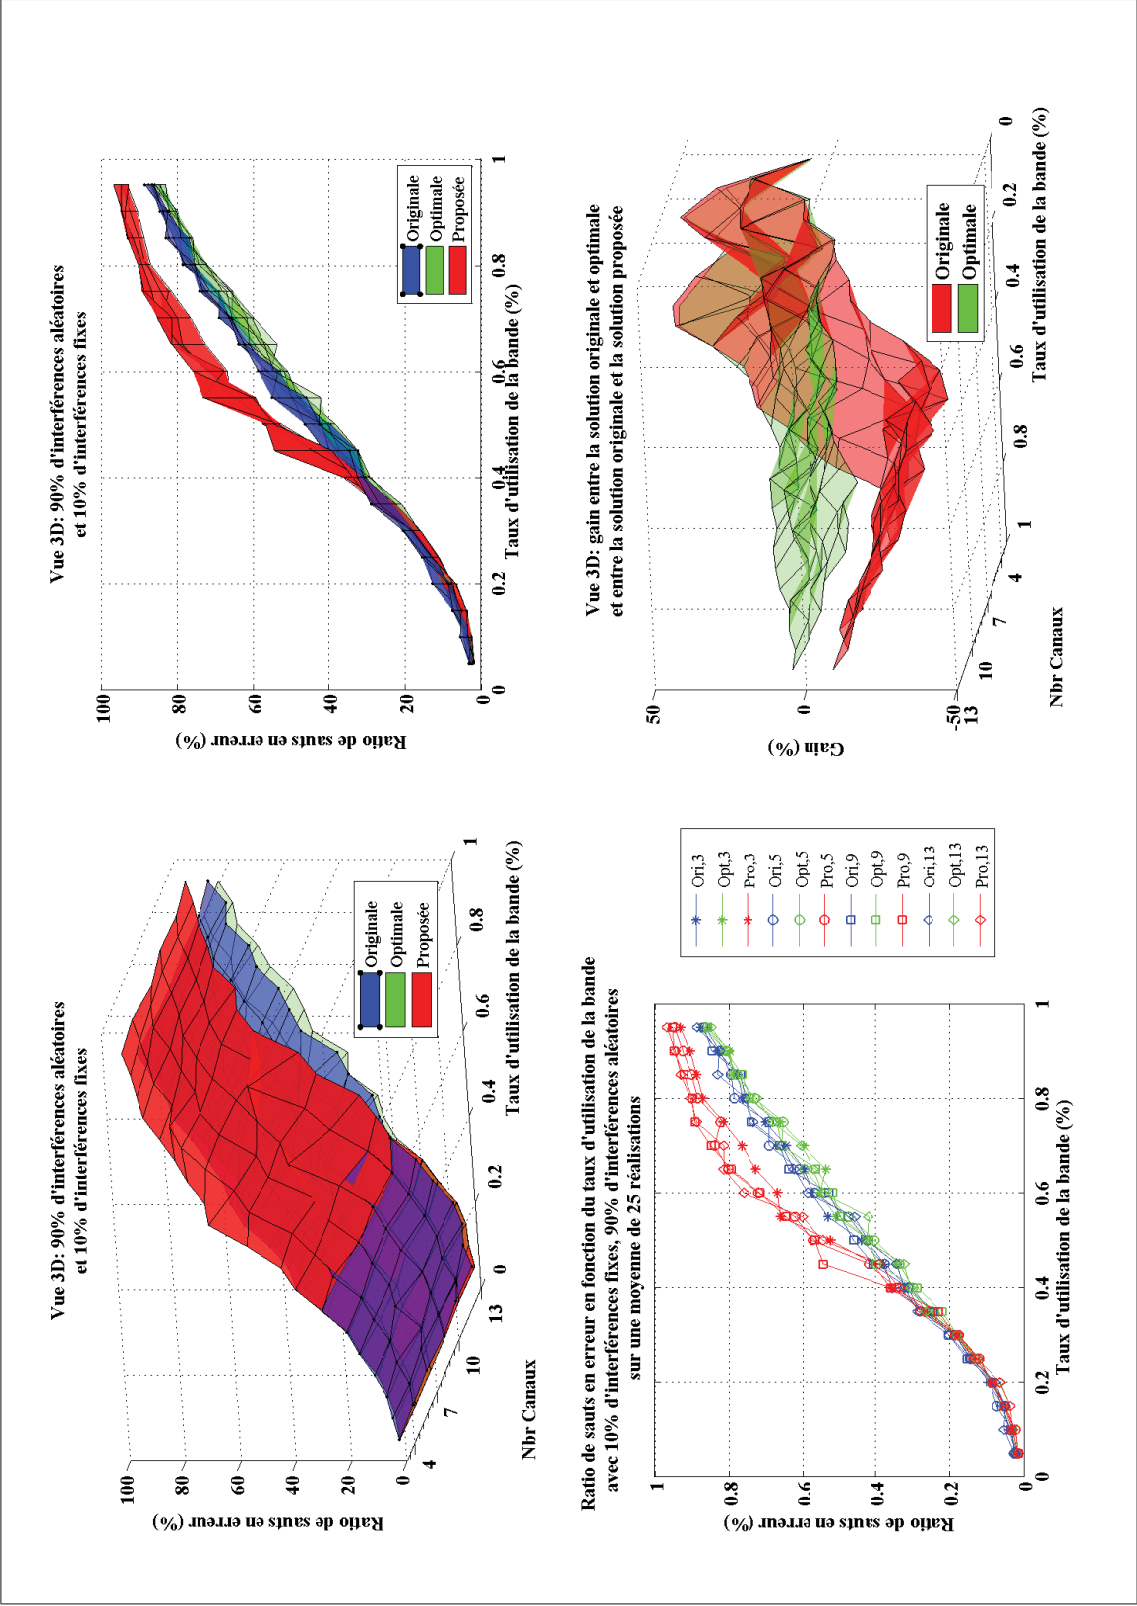 Vue 3D: 90% d'interférences aléatoires
et 10% d'interférences fixes
Ratio de sauts en erreur (%)
100
80
60
40
20
0
4
7
10
13
Nbr Canaux
0
0.2
0.4
0.6
0.8
1
Taux d'utilisation de la bande (%)
Originale
Optimale
Proposée
Vue 3D: 90% d'interférences aléatoires
et 10% d'interférences fixes
Ratio de sauts en erreur (%)
100
80
60
40
20
0
0
0.2
0.4
0.6
0.8
1
Taux d'utilisation de la bande (%)
Originale
Optimale
Proposée
Ratio de sauts en erreur en fonction du taux d'utilisation de la bande
avec 10% d'interférences fixes, 90% d'interférences aléatoires
sur une moyenne de 25 réalisations
Ratio de sauts en erreur (%)
1
0.8
0.6
0.4
0.2
0
0
0.2
0.4
0.6
0.8
1
Taux d'utilisation de la bande (%)
Ori,3
Opt,3
Pro,3
Ori,5
Opt,5
Pro,5
Ori,9
Opt,9
Pro,9
Ori,13
Opt,13
Pro,13
Vue 3D: gain entre la solution originale et optimale
et entre la solution originale et la solution proposée
Gain (%)
50
0
-50
13
10
7
4
Nbr Canaux
1
0.8
0.6
0.4
0.2
0
Taux d'utilisation de la bande (%)
Originale
Optimale